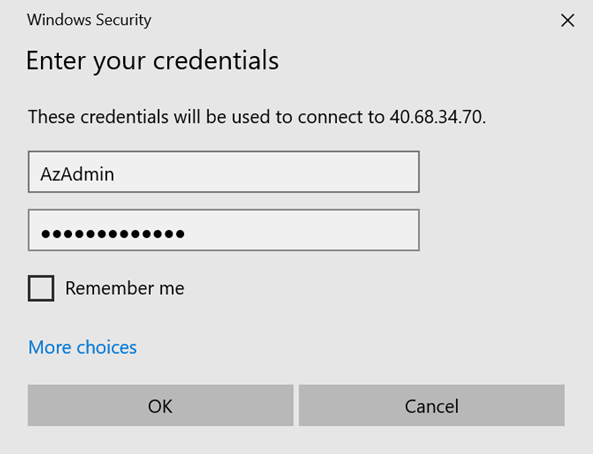 Windows Security
Enter your credentials
These credentials will be used to connect to 40.68.34.70.
AzAdmin
●●●●●●●●●●●●●
Remember me
More choices
OK
Cancel